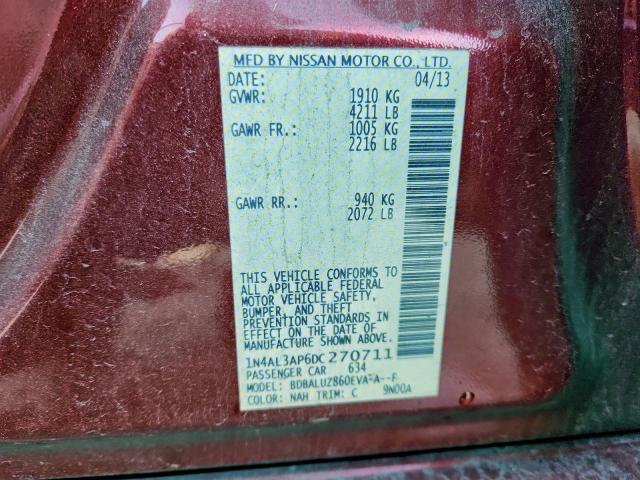 MFD BY NISSAN MOTOR CO., LTD.
DATE: 04/13
GVWR: 1910 KG
4211 LB
GAWR FR.: 1005 KG
2216 LB
GAWR RR.: 940 KG
2072 LB
THIS VEHICLE CONFORMS TO
ALL APPLICABLE FEDERAL
MOTOR VEHICLE SAFETY,
BUMPER, AND THEFT
PREVENTION STANDARDS IN
EFFECT ON THE DATE OF
MANUFACTURE SHOWN ABOVE.
1N4AL3AP6DC270711
PASSENGER CAR 634
MODEL: BDBALUZ860EVA-A--F
COLOR: NAH TRIM: C 9N00A